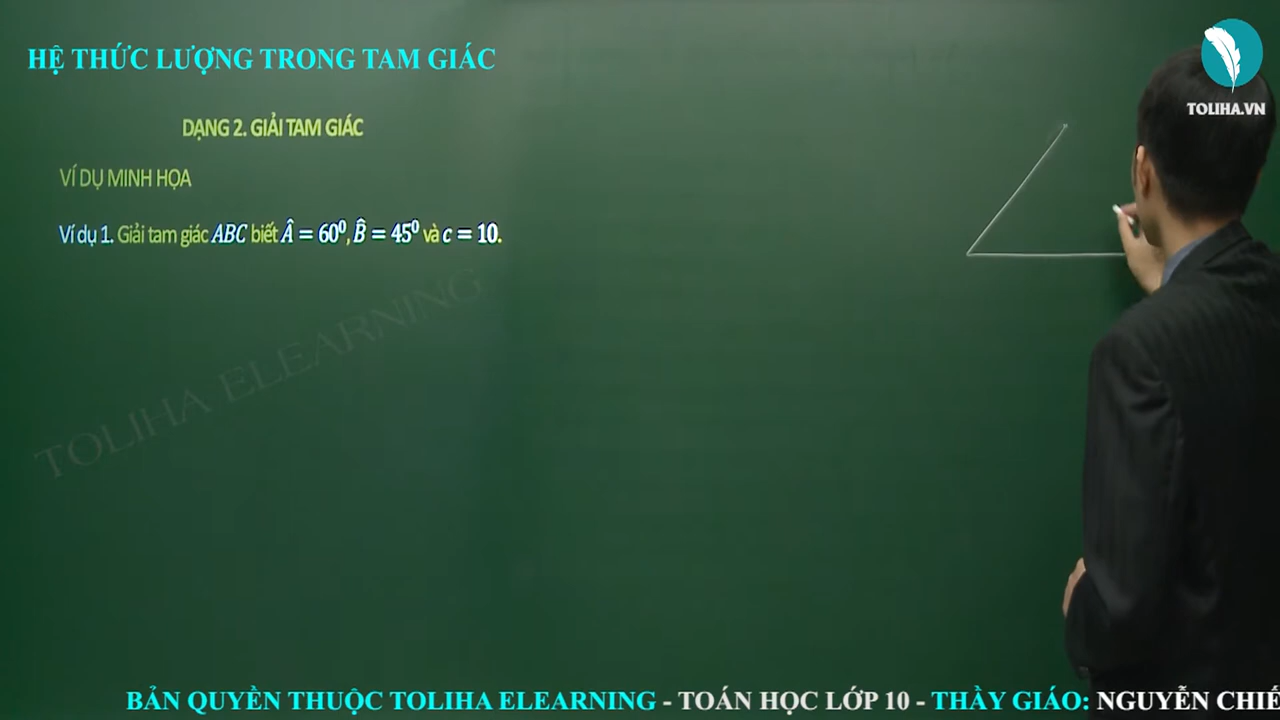 HỆ THỨC LƯỢNG TRONG TAM GIÁC
TOLIHA.VN
DẠNG 2. GIẢI TAM GIÁC
VÍ DỤ MINH HỌA
Ví dụ 1. Giải tam giác ABC biết Â = 60⁰, B̂ = 45⁰ và c = 10.
TOLIHA ELEARNING
BẢN QUYỀN THUỘC TOLIHA ELEARNING - TOÁN HỌC LỚP 10 - THẦY GIÁO: NGUYỄN CHIẾ